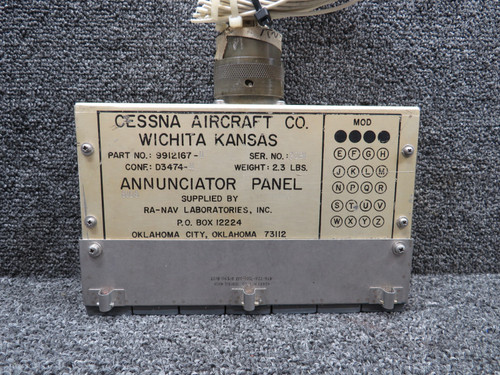 CESSNA AIRCRAFT CO.
WICHITA KANSAS
PART NO.: 9912167-
SER. NO.:
CONF.: D3474-
WEIGHT: 2.3 LBS.
ANNUNCIATOR PANEL
SUPPLIED BY
RA-NAV LABORATORIES, INC.
P.O. BOX 12224
OKLAHOMA CITY, OKLAHOMA 73112
MOD
E F G H
J K L M
N P Q R
S T U V
W X Y Z